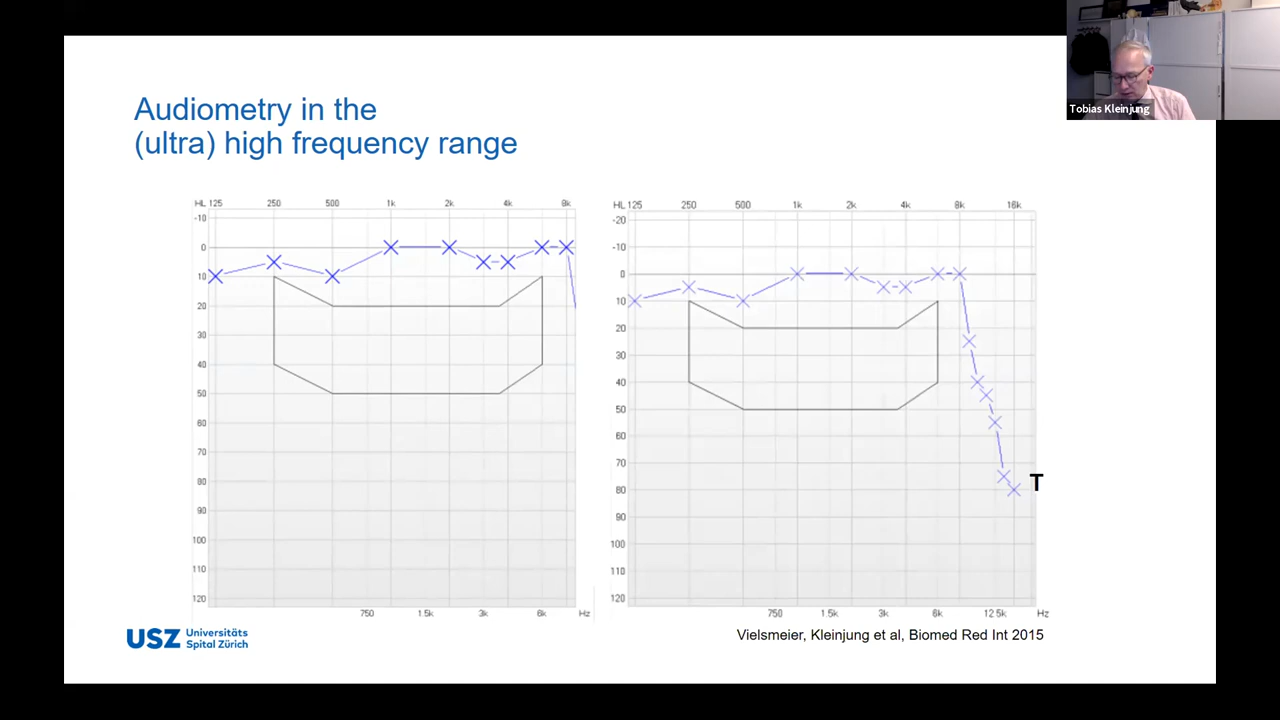 Tobias Kleinjung
Audiometry in the
(ultra) high frequency range
HL 125 250 500 1k 2k 4k 8k
-10
0
10
20
30
40
50
60
70
80
90
100
110
120
750 1.5k 3k 6k Hz
HL 125 250 500 1k 2k 4k 8k 16k
-20
-10
0
10
20
30
40
50
60
70
80
90
100
110
120
750 1.5k 3k 6k 12.5k Hz
T
USZ Universitäts
Spital Zürich
Vielsmeier, Kleinjung et al, Biomed Red Int 2015